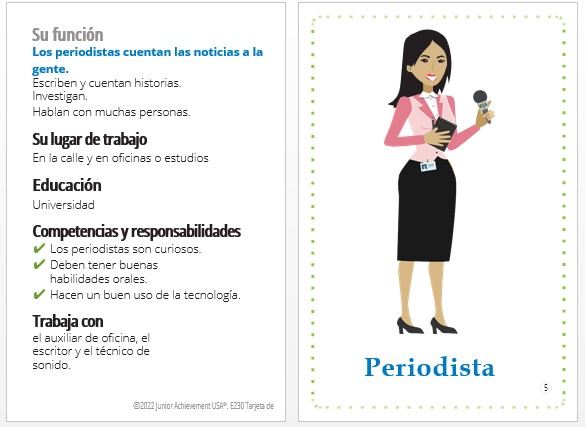 Su función
Los periodistas cuentan las noticias a la
gente.
Escriben y cuentan historias.
Investigan.
Hablan con muchas personas.
Su lugar de trabajo
En la calle y en oficinas o estudios
Educación
Universidad
Competencias y responsabilidades
✔ Los periodistas son curiosos.
✔ Deben tener buenas
habilidades orales.
✔ Hacen un buen uso de la tecnología.
Trabaja con
el auxiliar de oficina, el
escritor y el técnico de
sonido.
©2022 Junior Achievement USA®, E230 Tarjeta de
Periodista
5